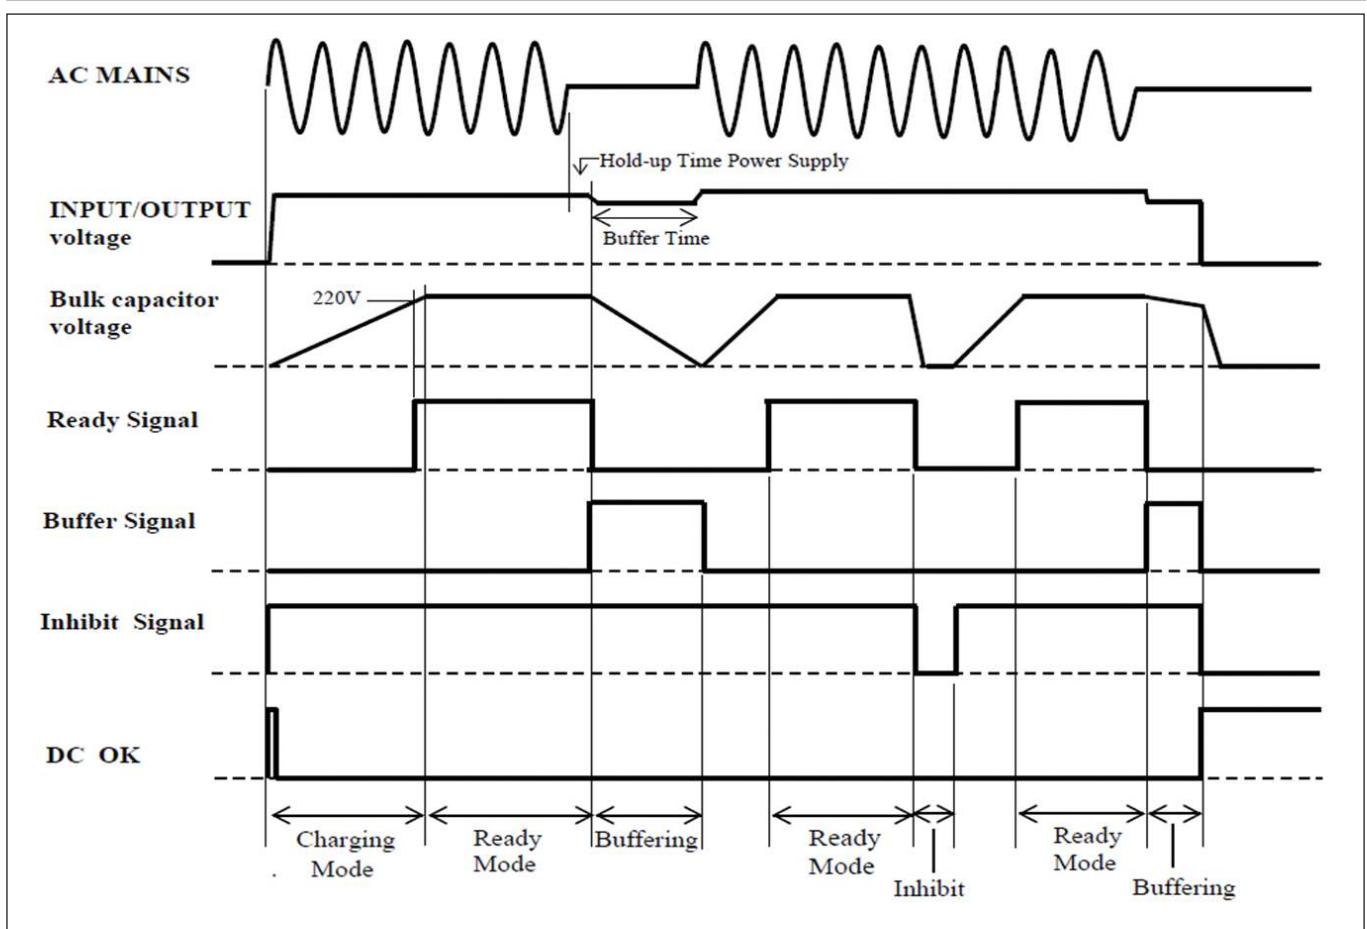 AC MAINS
Hold-up Time Power Supply
INPUT/OUTPUT
voltage
Buffer Time
Bulk capacitor
voltage
220V
Ready Signal
Buffer Signal
Inhibit Signal
DC OK
Charging
Mode
Ready
Mode
Buffering
Ready
Mode
Inhibit
Ready
Mode
Buffering